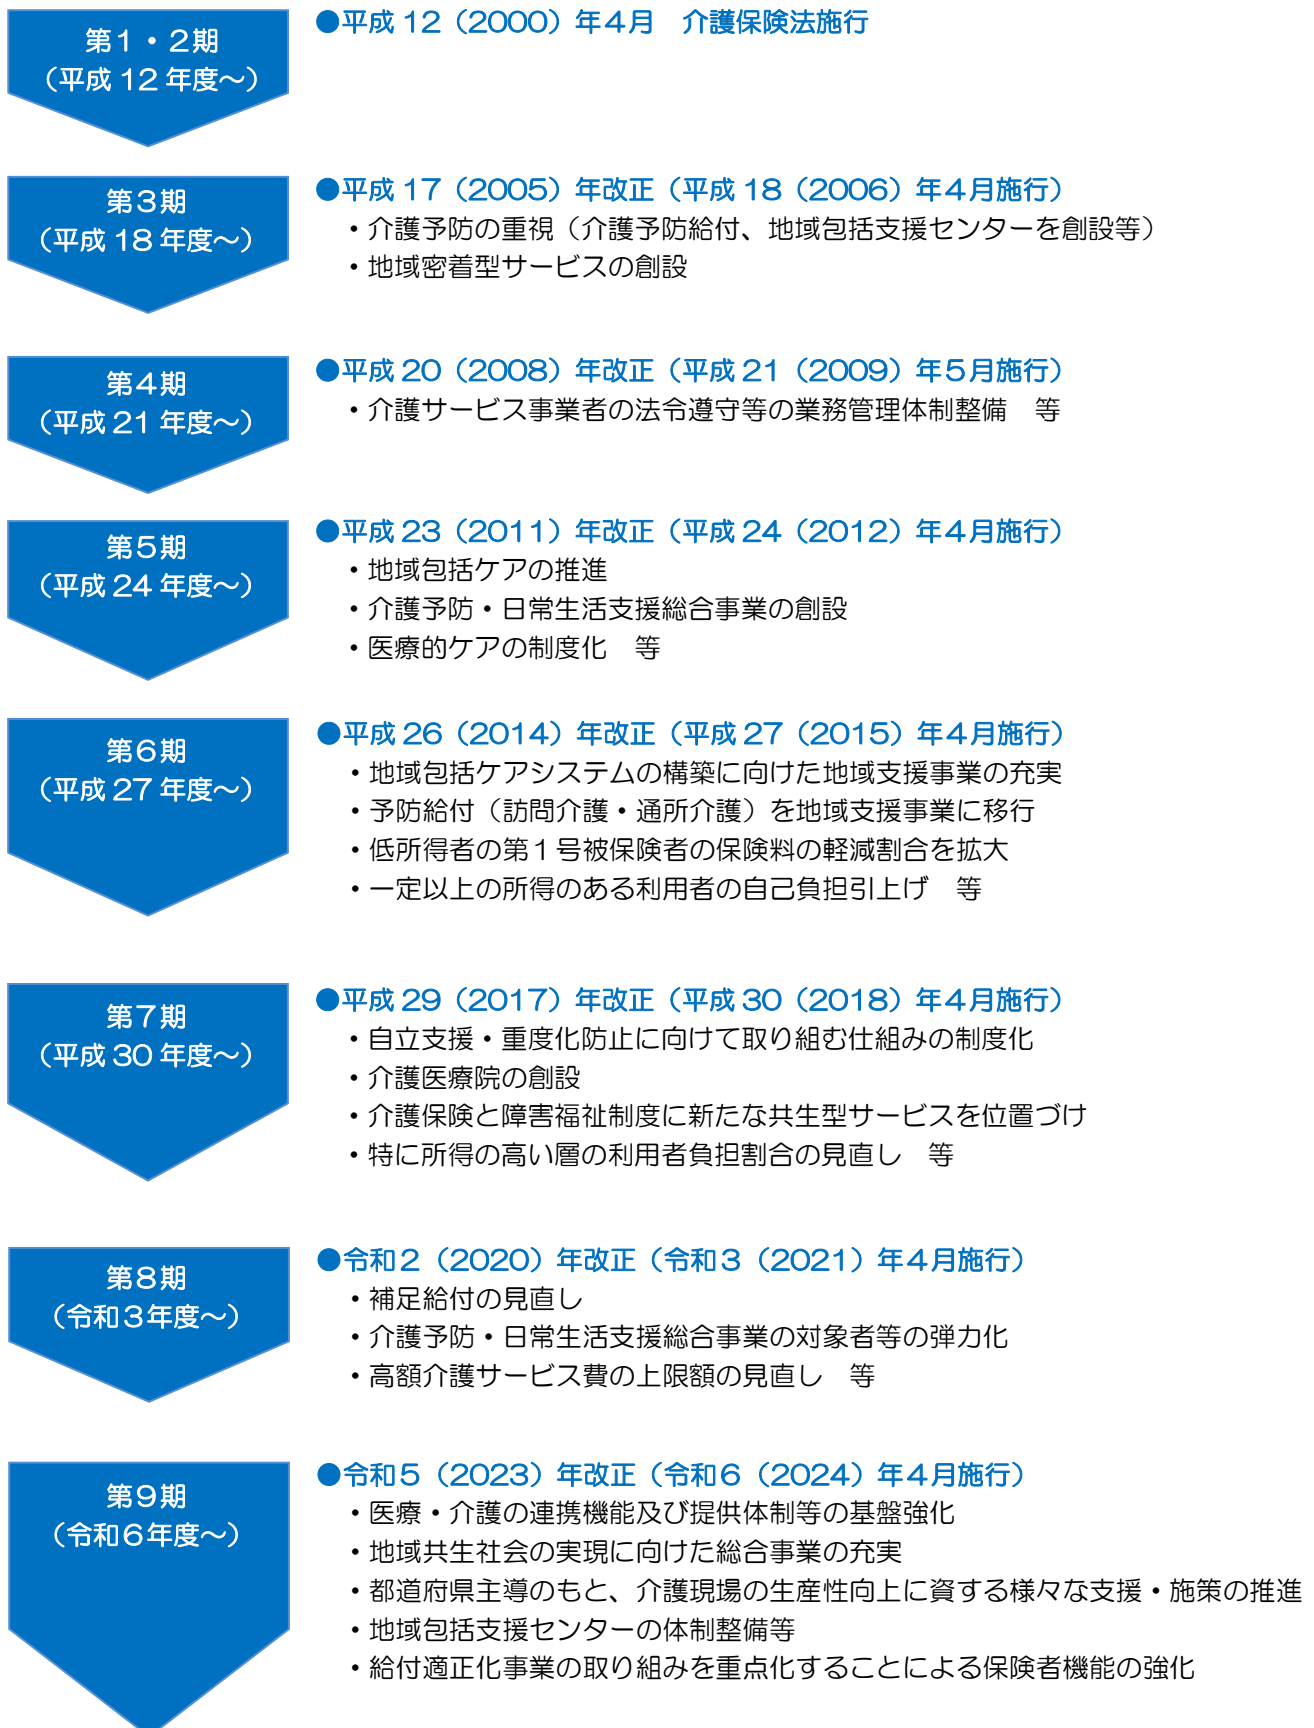 第１・２期
（平成 12 年度～）
●平成 12（2000）年４月　介護保険法施行
第３期
（平成 18 年度～）
●平成 17（2005）年改正（平成 18（2006）年４月施行）
・介護予防の重視（介護予防給付、地域包括支援センターを創設等）
・地域密着型サービスの創設
第４期
（平成 21 年度～）
●平成 20（2008）年改正（平成 21（2009）年５月施行）
・介護サービス事業者の法令遵守等の業務管理体制整備　等
第５期
（平成 24 年度～）
●平成 23（2011）年改正（平成 24（2012）年４月施行）
・地域包括ケアの推進
・介護予防・日常生活支援総合事業の創設
・医療的ケアの制度化　等
第６期
（平成 27 年度～）
●平成 26（2014）年改正（平成 27（2015）年４月施行）
・地域包括ケアシステムの構築に向けた地域支援事業の充実
・予防給付（訪問介護・通所介護）を地域支援事業に移行
・低所得者の第１号被保険者の保険料の軽減割合を拡大
・一定以上の所得のある利用者の自己負担引上げ　等
第７期
（平成 30 年度～）
●平成 29（2017）年改正（平成 30（2018）年４月施行）
・自立支援・重度化防止に向けて取り組む仕組みの制度化
・介護医療院の創設
・介護保険と障害福祉制度に新たな共生型サービスを位置づけ
・特に所得の高い層の利用者負担割合の見直し　等
第８期
（令和３年度～）
●令和２（2020）年改正（令和３（2021）年４月施行）
・補足給付の見直し
・介護予防・日常生活支援総合事業の対象者等の弾力化
・高額介護サービス費の上限額の見直し　等
第９期
（令和６年度～）
●令和５（2023）年改正（令和６（2024）年４月施行）
・医療・介護の連携機能及び提供体制等の基盤強化
・地域共生社会の実現に向けた総合事業の充実
・都道府県主導のもと、介護現場の生産性向上に資する様々な支援・施策の推進
・地域包括支援センターの体制整備等
・給付適正化事業の取り組みを重点化することによる保険者機能の強化